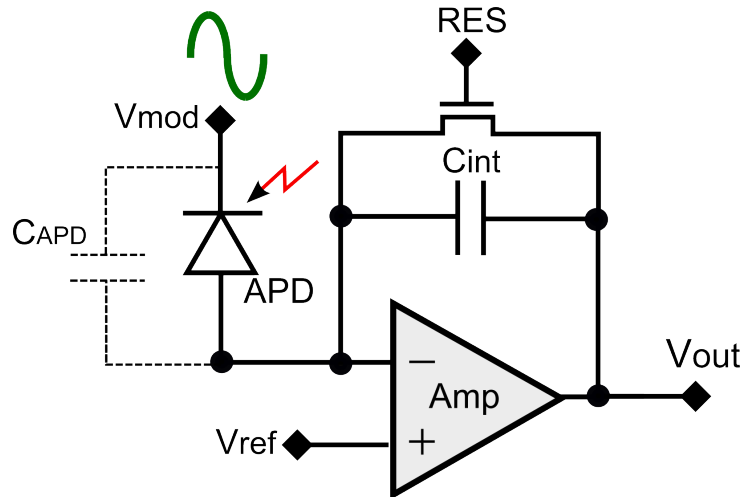 RES
Vmod
Cint
CAPD
APD
Vout
− Amp
Vref
+